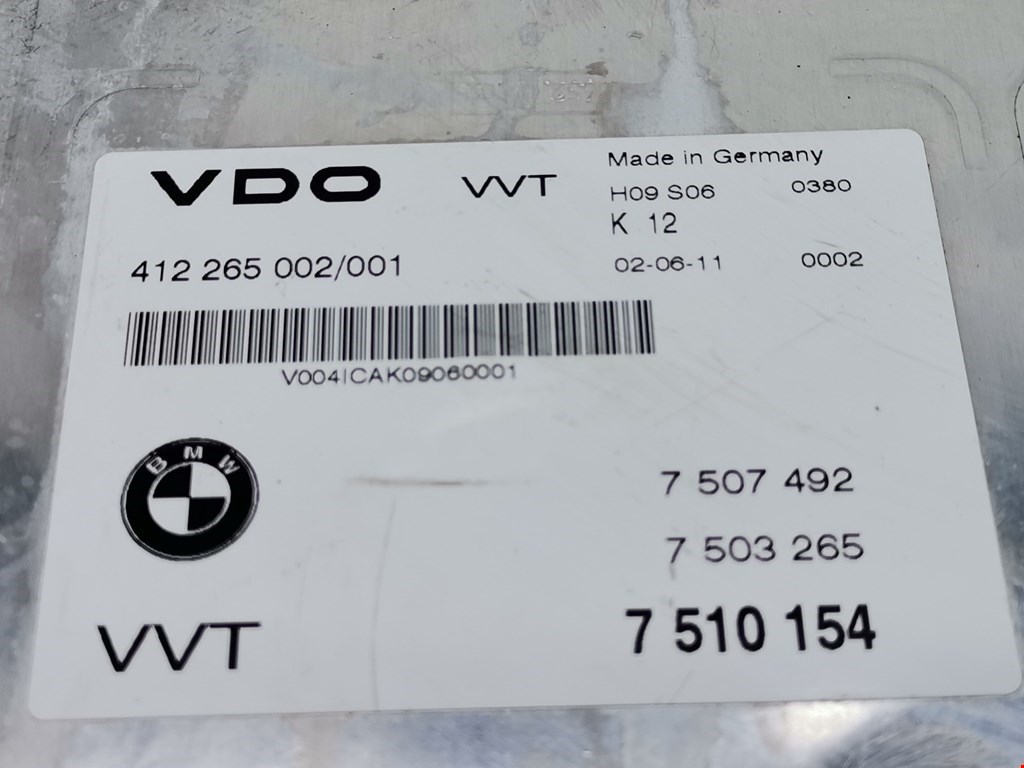 VDO VVT
Made in Germany
H09 S06 0380
K 12
412 265 002/001
02-06-11 0002
V004ICAK09060001
BMW
7 507 492
7 503 265
VVT
7 510 154